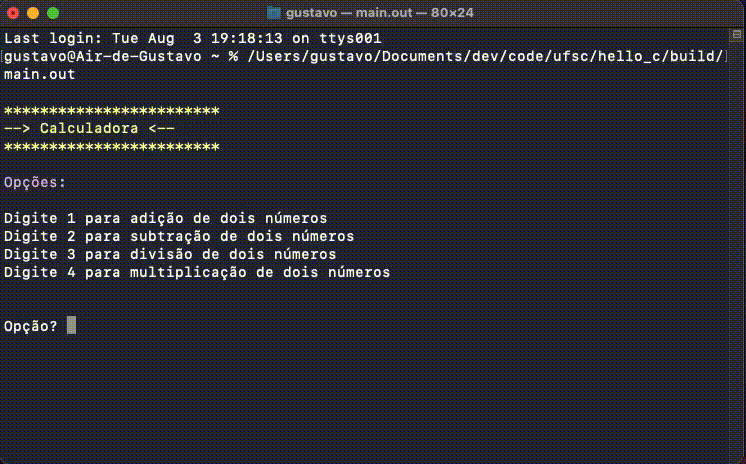 gustavo — main.out — 80×24
Last login: Tue Aug  3 19:18:13 on ttys001
[gustavo@Air-de-Gustavo ~ % /Users/gustavo/Documents/dev/code/ufsc/hello_c/build/]
main.out
************************
--> Calculadora <--
************************
Opções:
Digite 1 para adição de dois números
Digite 2 para subtração de dois números
Digite 3 para divisão de dois números
Digite 4 para multiplicação de dois números
Opção?